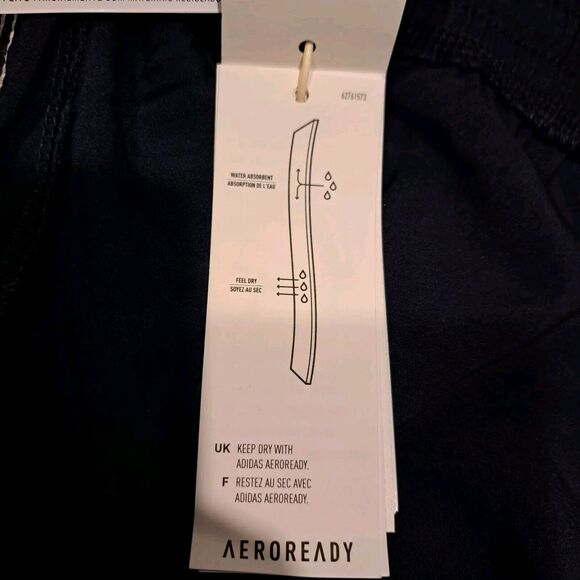 62761573
WATER ABSORBENT
ABSORPTION DE L'EAU
FEEL DRY
SOYEZ AU SEC
UK KEEP DRY WITH
ADIDAS AEROREADY.
F RESTEZ AU SEC AVEC
ADIDAS AEROREADY.
AEROREADY